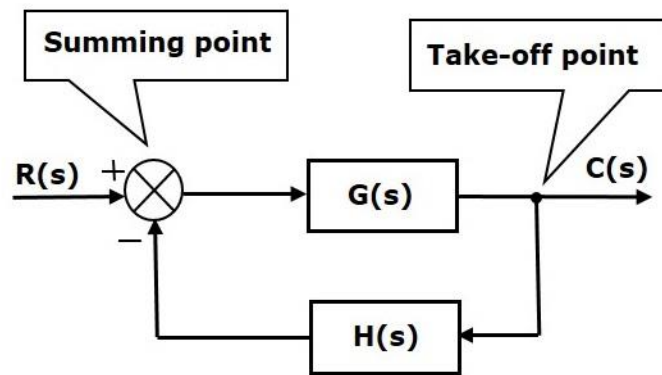 Summing point
Take-off point
R(s)
+
G(s)
C(s)
−
H(s)